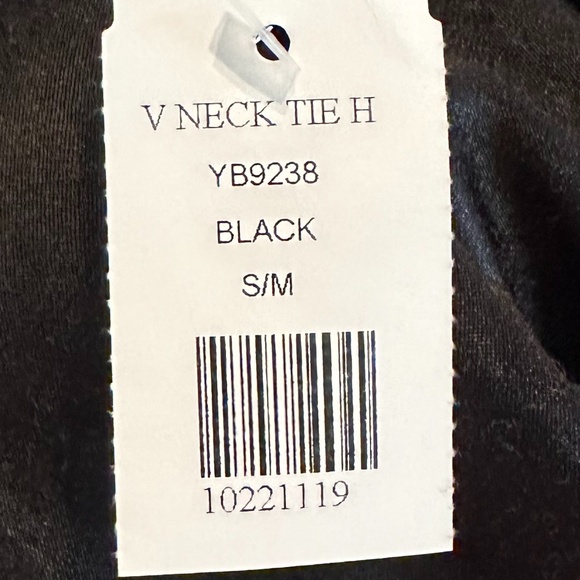 V NECK TIE H
YB9238
BLACK
S/M
10221119